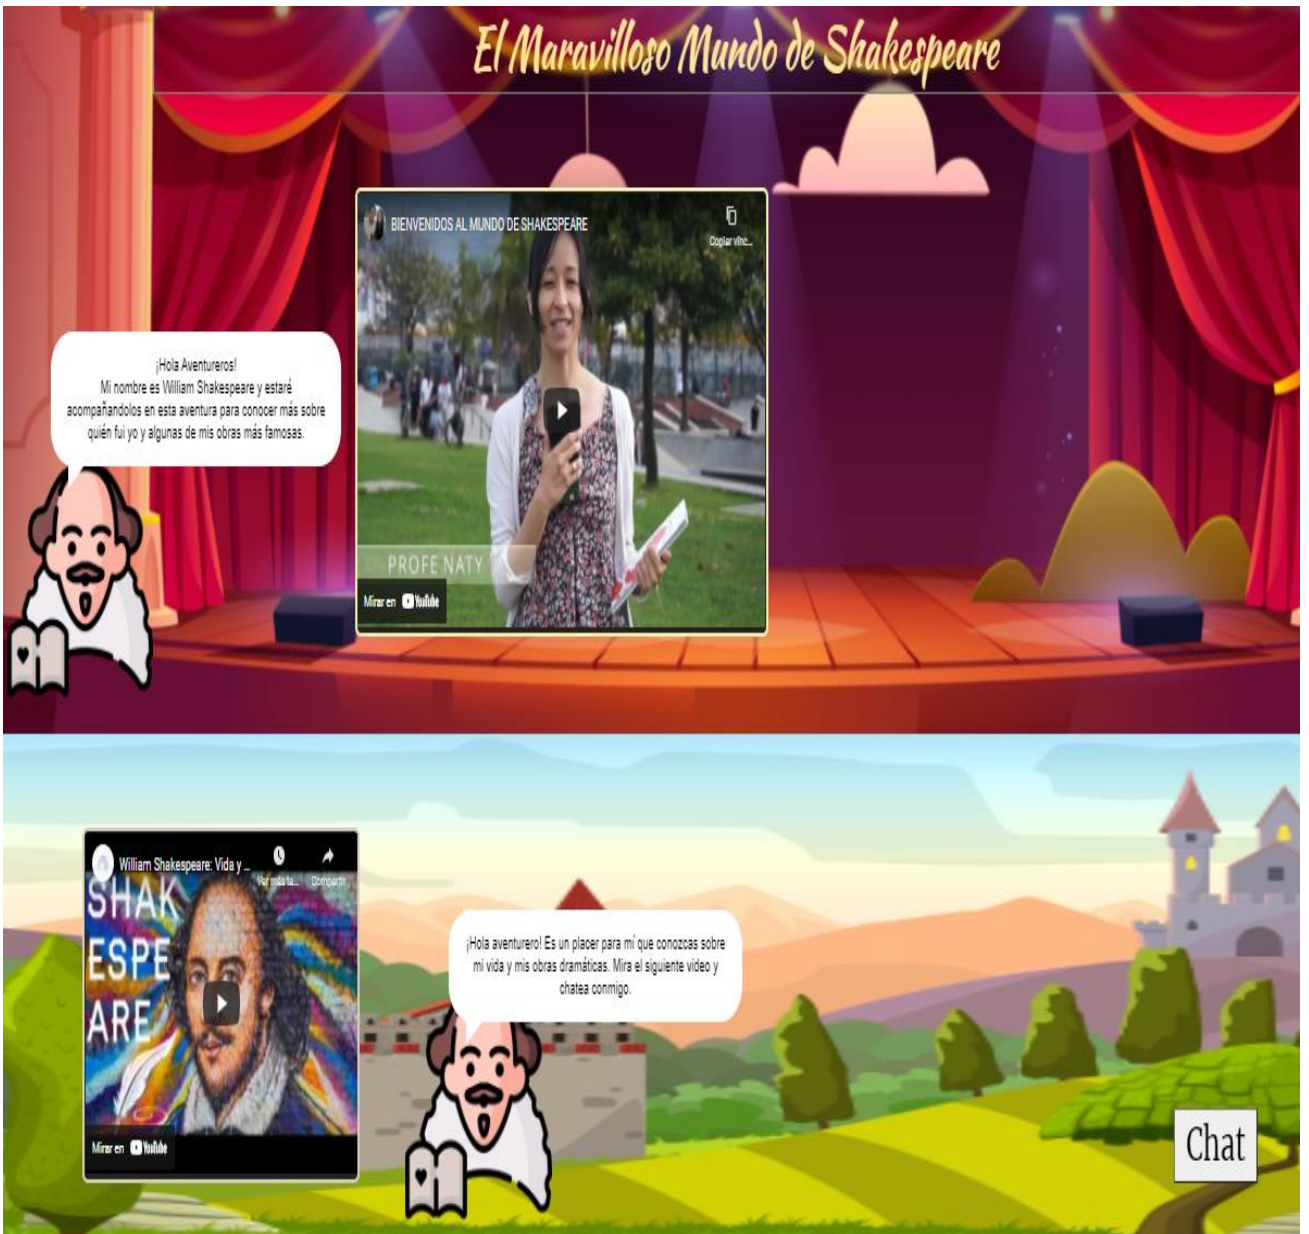 El Maravilloso Mundo de Shakespeare
BIENVENIDOS AL MUNDO DE SHAKESPEARE
Copiar vínc...
¡Hola Aventureros!
Mi nombre es William Shakespeare y estaré
acompañandolos en esta aventura para conocer más sobre
quién fui yo y algunas de mis obras más famosas.
PROFE NATY
Mirar en YouTube
William Shakespeare: Vida y ...
Ver más ta...
Compartir
SHAK
ESPE
ARE
Mirar en YouTube
¡Hola aventurero! Es un placer para mí que conozcas sobre
mi vida y mis obras dramáticas. Mira el siguiente video y
chatea conmigo.
Chat